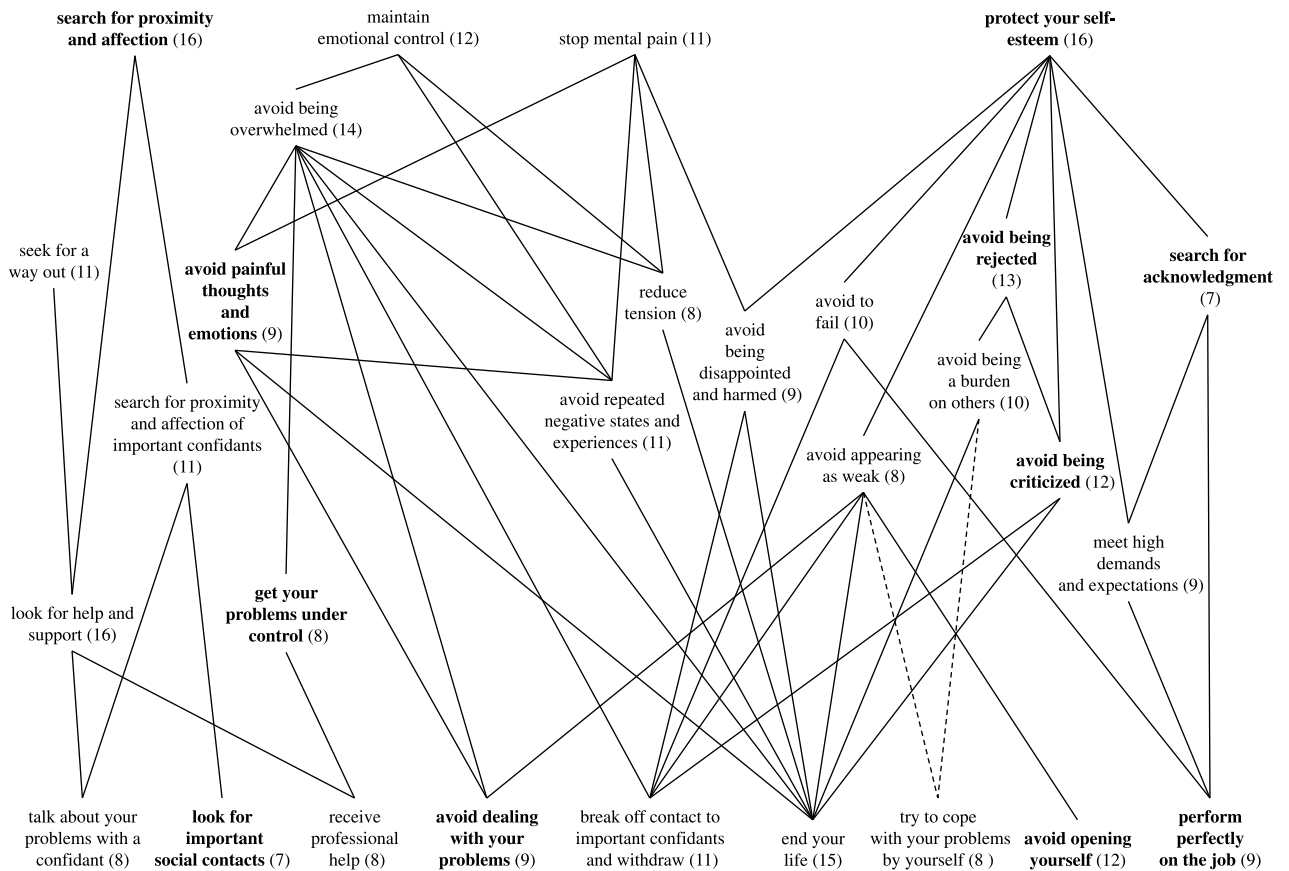 search for proximity
and affection (16)
maintain
emotional control (12)
stop mental pain (11)
protect your self-
esteem (16)
avoid being
overwhelmed (14)
seek for a
way out (11)
avoid painful
thoughts
and
emotions (9)
reduce
tension (8)
avoid
being
disappointed
and harmed (9)
avoid to
fail (10)
avoid being
rejected
(13)
search for
acknowledgment
(7)
search for proximity
and affection of
important confidants
(11)
avoid repeated
negative states and
experiences (11)
avoid being
a burden
on others (10)
avoid appearing
as weak (8)
avoid being
criticized (12)
meet high
demands
and expectations (9)
look for help and
support (16)
get your
problems under
control (8)
talk about your
problems with a
confidant (8)
look for
important
social contacts (7)
receive
professional
help (8)
avoid dealing
with your
problems (9)
break off contact to
important confidants
and withdraw (11)
end your
life (15)
try to cope
with your problems
by yourself (8 )
avoid opening
yourself (12)
perform
perfectly
on the job (9)